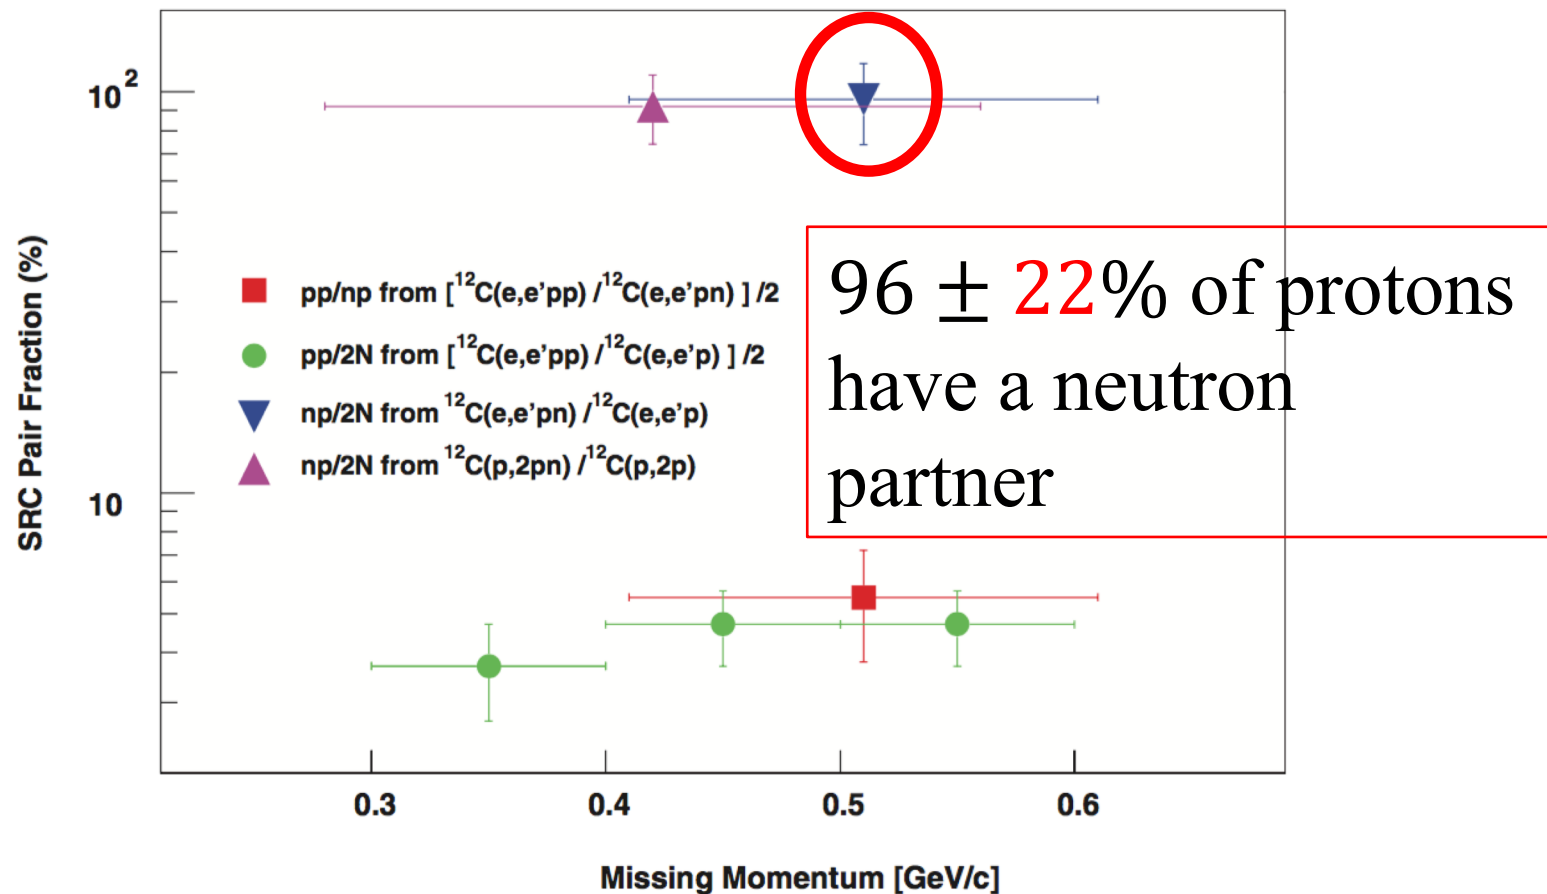 10²
10
SRC Pair Fraction (%)
pp/np from [¹²C(e,e'pp) /¹²C(e,e'pn) ] /2
pp/2N from [¹²C(e,e'pp) /¹²C(e,e'p) ] /2
np/2N from ¹²C(e,e'pn) /¹²C(e,e'p)
np/2N from ¹²C(p,2pn) /¹²C(p,2p)
96 ± 22% of protons
have a neutron
partner
0.3 0.4 0.5 0.6
Missing Momentum [GeV/c]